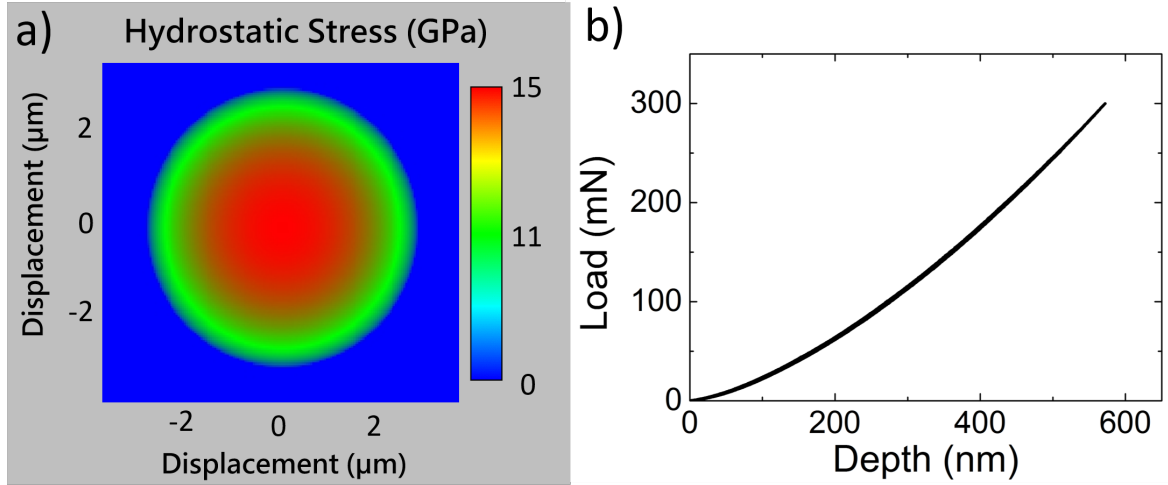 a)
Hydrostatic Stress (GPa)
Displacement (µm)
2
0
-2
-2
0
2
Displacement (µm)
15
11
0
b)
Load (mN)
300
200
100
0
0
200
400
600
Depth (nm)